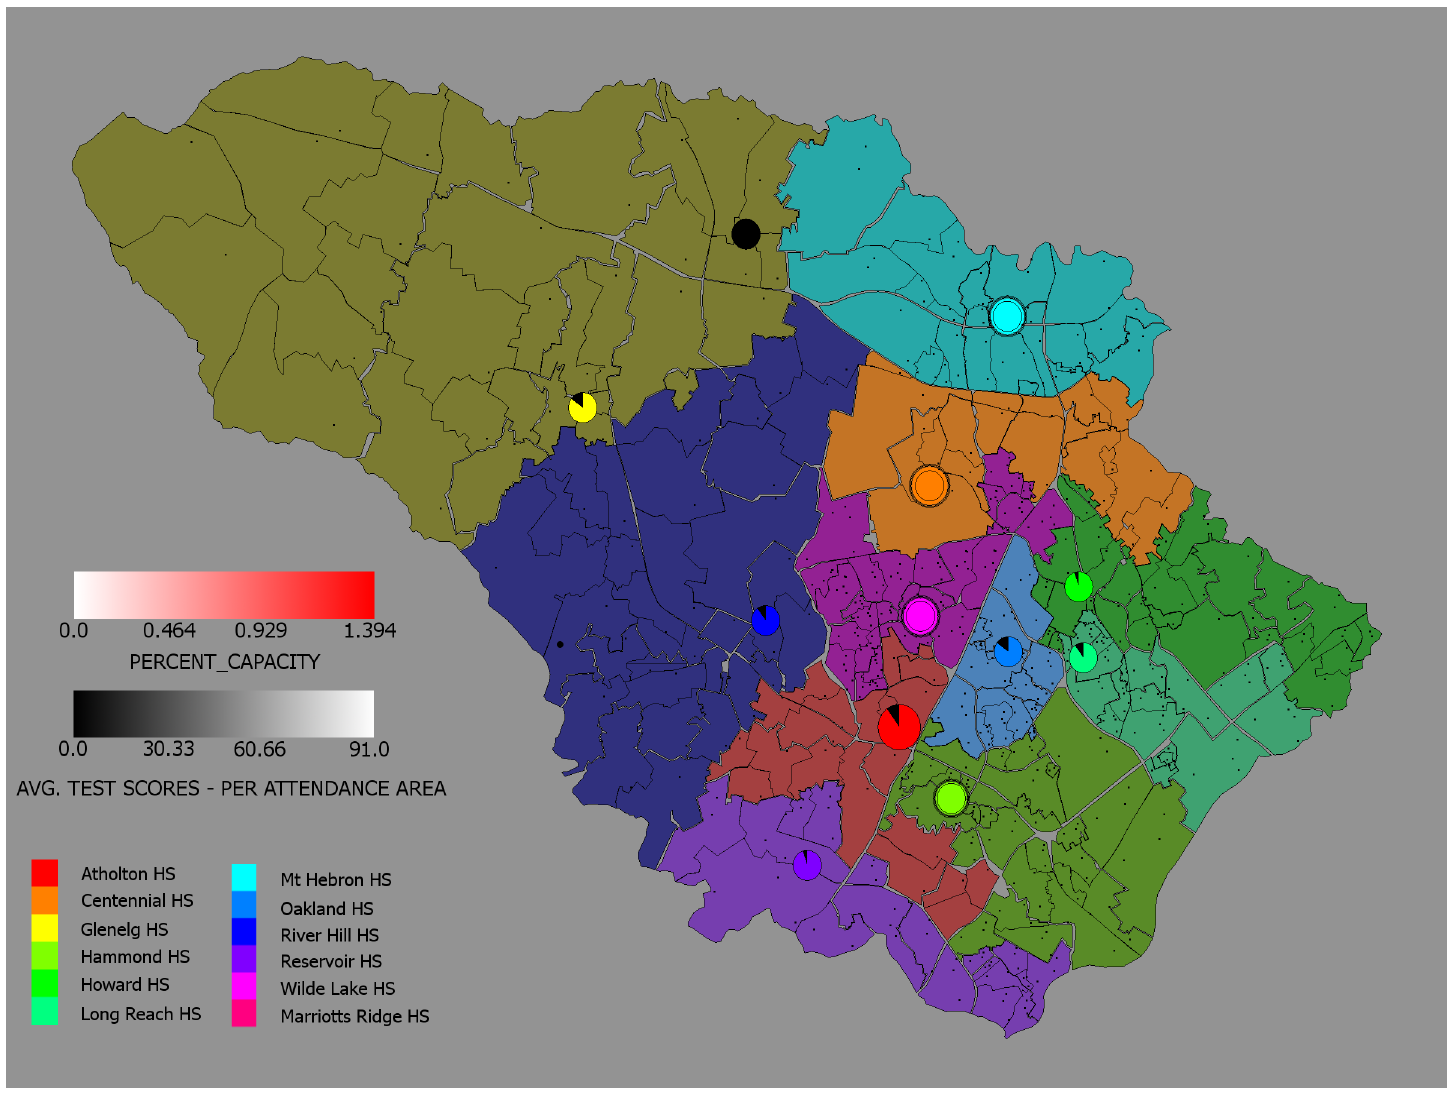 0.0 0.464 0.929 1.394
PERCENT_CAPACITY
0.0 30.33 60.66 91.0
AVG. TEST SCORES - PER ATTENDANCE AREA
Atholton HS
Centennial HS
Glenelg HS
Hammond HS
Howard HS
Long Reach HS
Mt Hebron HS
Oakland HS
River Hill HS
Reservoir HS
Wilde Lake HS
Marriotts Ridge HS